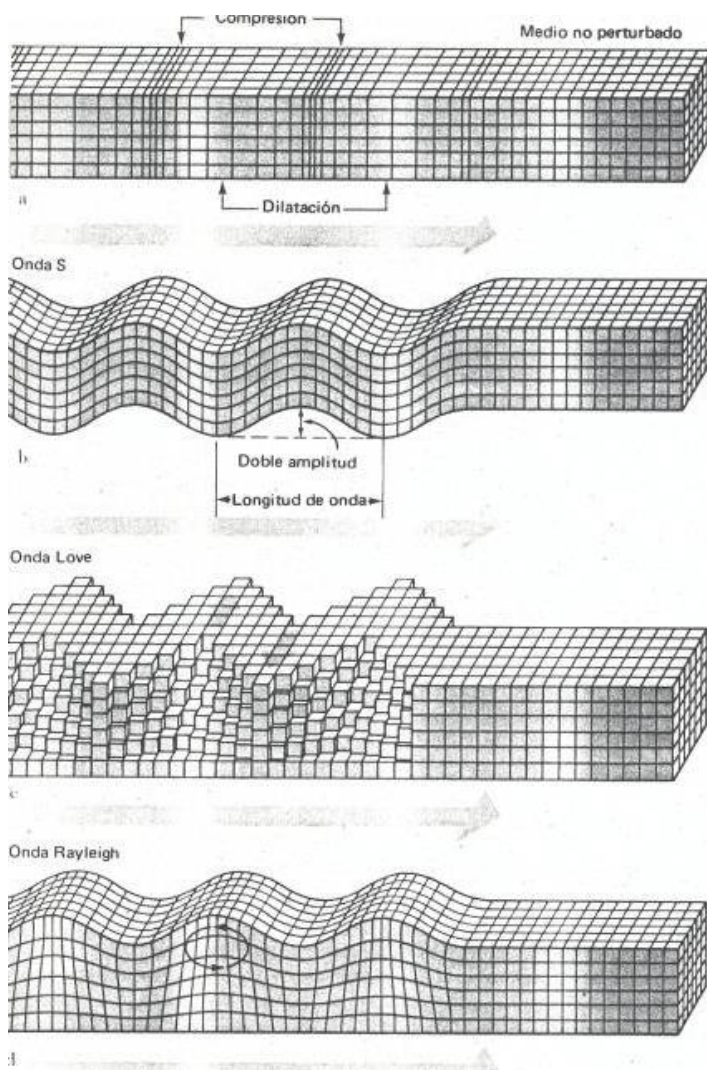 Compresión
Medio no perturbado
a
Dilatación
Onda S
b
Doble amplitud
Longitud de onda
Onda Love
c
Onda Rayleigh
d